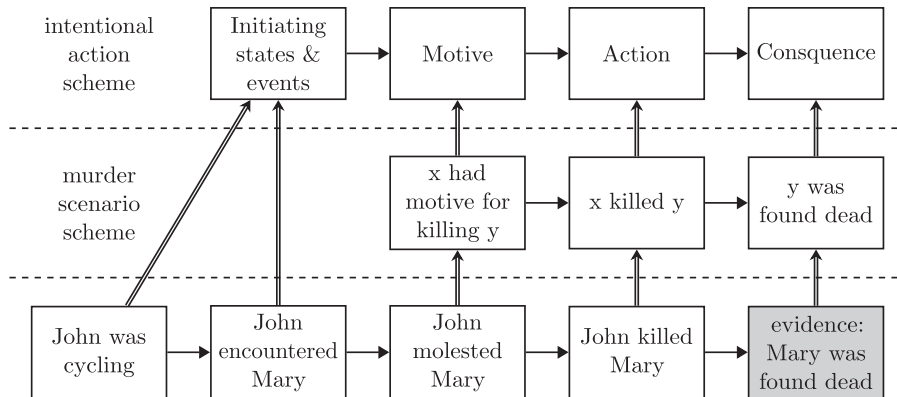 intentional
action
scheme
Initiating
states &
events
Motive
Action
Consquence
murder
scenario
scheme
x had
motive for
killing y
x killed y
y was
found dead
John was
cycling
John
encountered
Mary
John
molested
Mary
John killed
Mary
evidence:
Mary was
found dead